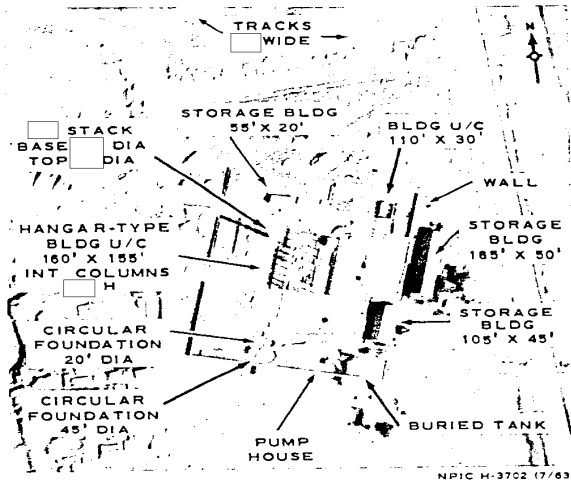 TRACKS
WIDE
N
STORAGE BLDG
55' X 20'
BLDG U/C
110' X 30'
STACK
BASE DIA
TOP DIA
WALL
HANGAR-TYPE
BLDG U/C
160' X 155'
INT COLUMNS
H
STORAGE
BLDG
165' X 50'
STORAGE
BLDG
105' X 45'
CIRCULAR
FOUNDATION
20' DIA
CIRCULAR
FOUNDATION
45' DIA
PUMP
HOUSE
BURIED TANK
NPIC H-3702 (7/63